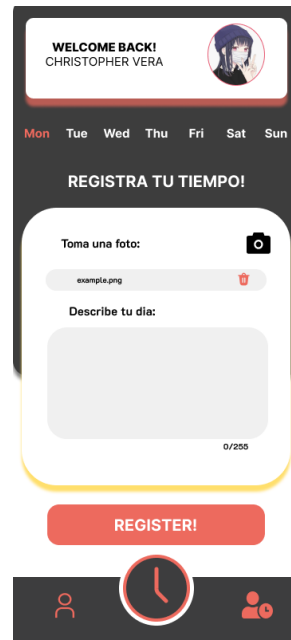 WELCOME BACK!
CHRISTOPHER VERA
Mon Tue Wed Thu Fri Sat Sun
REGISTRA TU TIEMPO!
Toma una foto:
example.png
Describe tu dia:
0/255
REGISTER!